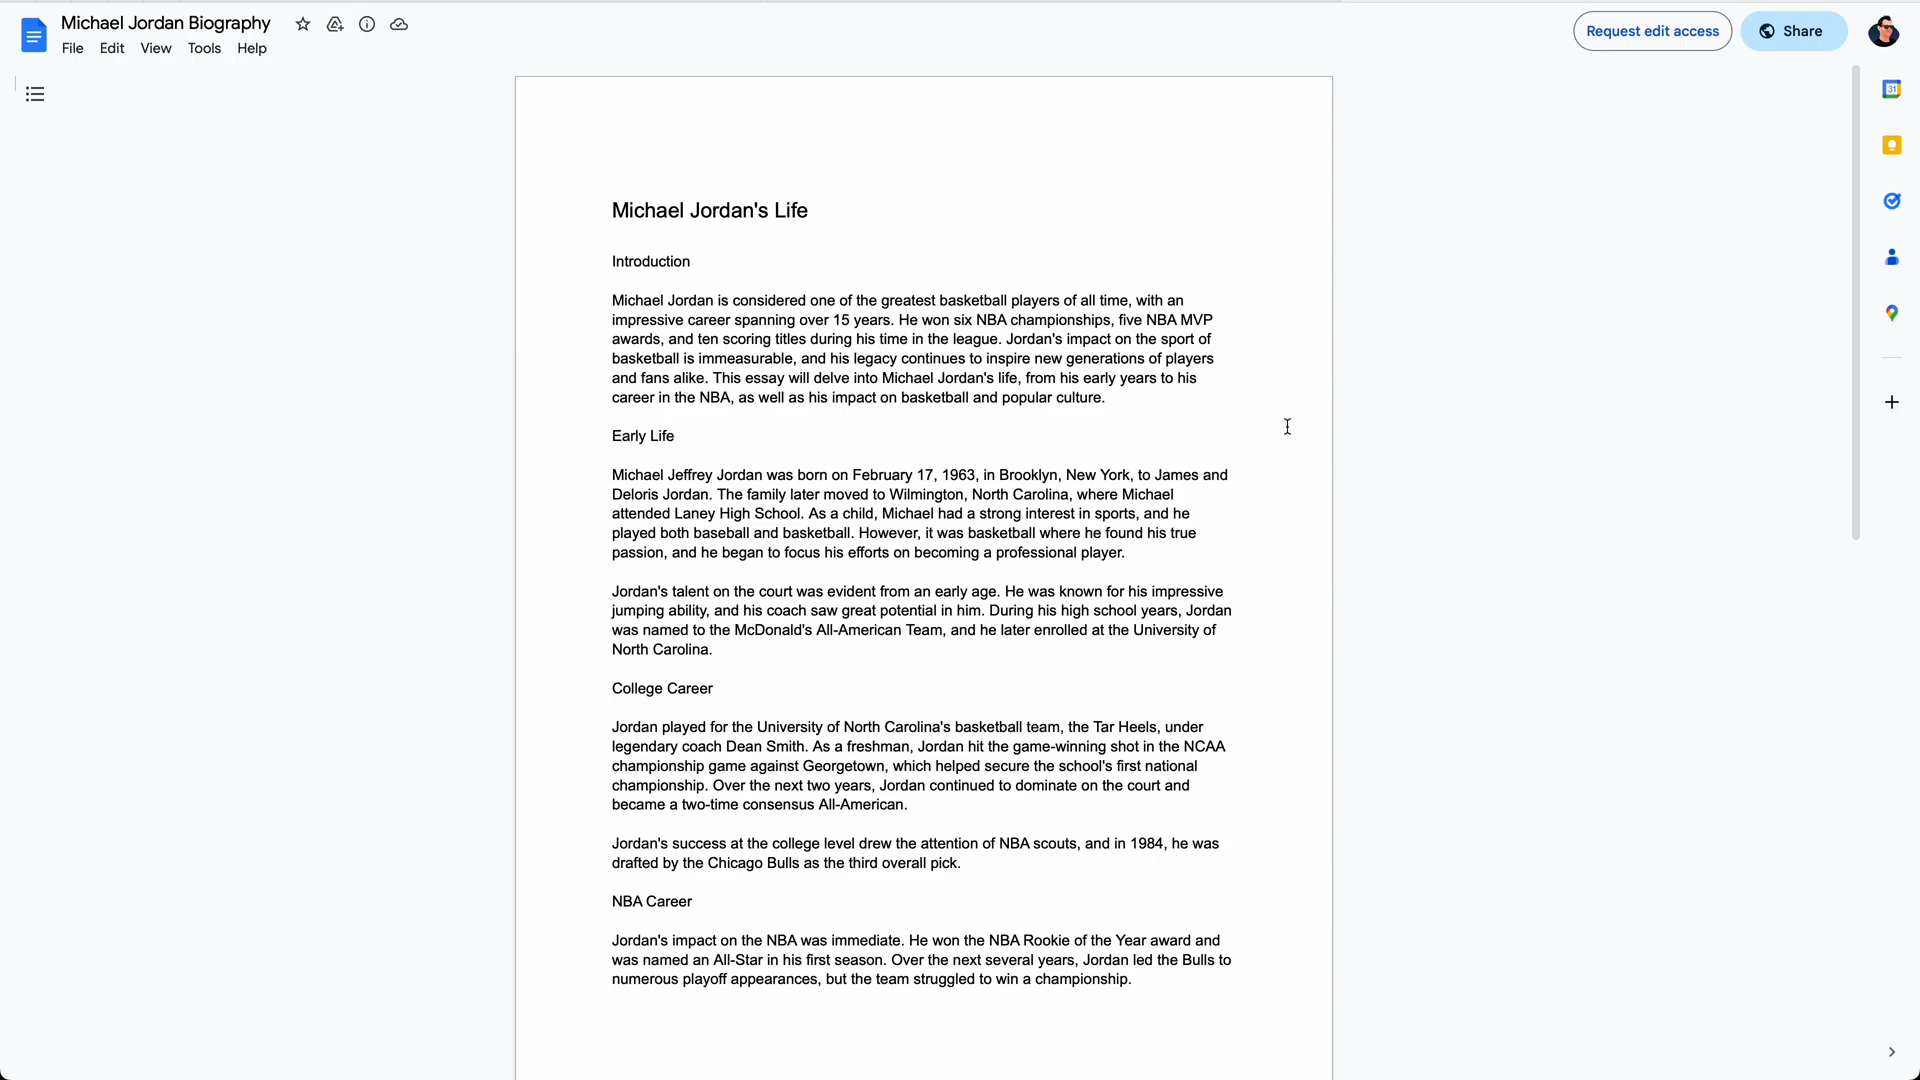 Michael Jordan Biography
File Edit View Tools Help
Request edit access
Share
31
Michael Jordan's Life
Introduction
Michael Jordan is considered one of the greatest basketball players of all time, with an
impressive career spanning over 15 years. He won six NBA championships, five NBA MVP
awards, and ten scoring titles during his time in the league. Jordan's impact on the sport of
basketball is immeasurable, and his legacy continues to inspire new generations of players
and fans alike. This essay will delve into Michael Jordan's life, from his early years to his
career in the NBA, as well as his impact on basketball and popular culture.
Early Life
Michael Jeffrey Jordan was born on February 17, 1963, in Brooklyn, New York, to James and
Deloris Jordan. The family later moved to Wilmington, North Carolina, where Michael
attended Laney High School. As a child, Michael had a strong interest in sports, and he
played both baseball and basketball. However, it was basketball where he found his true
passion, and he began to focus his efforts on becoming a professional player.
Jordan's talent on the court was evident from an early age. He was known for his impressive
jumping ability, and his coach saw great potential in him. During his high school years, Jordan
was named to the McDonald's All-American Team, and he later enrolled at the University of
North Carolina.
College Career
Jordan played for the University of North Carolina's basketball team, the Tar Heels, under
legendary coach Dean Smith. As a freshman, Jordan hit the game-winning shot in the NCAA
championship game against Georgetown, which helped secure the school's first national
championship. Over the next two years, Jordan continued to dominate on the court and
became a two-time consensus All-American.
Jordan's success at the college level drew the attention of NBA scouts, and in 1984, he was
drafted by the Chicago Bulls as the third overall pick.
NBA Career
Jordan's impact on the NBA was immediate. He won the NBA Rookie of the Year award and
was named an All-Star in his first season. Over the next several years, Jordan led the Bulls to
numerous playoff appearances, but the team struggled to win a championship.